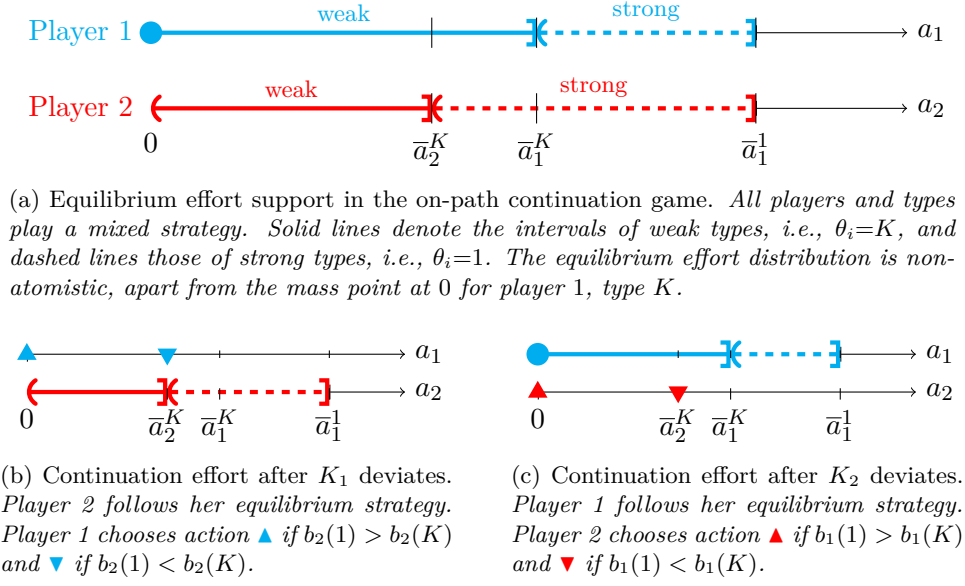 weak strong
Player 1 a₁
weak strong
Player 2 a₂
0 a̅₂ᴷ a̅₁ᴷ a̅₁¹
(a) Equilibrium effort support in the on-path continuation game. All players and types
play a mixed strategy. Solid lines denote the intervals of weak types, i.e., θᵢ=K, and
dashed lines those of strong types, i.e., θᵢ=1. The equilibrium effort distribution is non-
atomistic, apart from the mass point at 0 for player 1, type K.
a₁
a₂
0 a̅₂ᴷ a̅₁ᴷ a̅₁¹
(b) Continuation effort after K₁ deviates.
Player 2 follows her equilibrium strategy.
Player 1 chooses action ▲ if b₂(1) > b₂(K)
and ▼ if b₂(1) < b₂(K).
a₁
a₂
0 a̅₂ᴷ a̅₁ᴷ a̅₁¹
(c) Continuation effort after K₂ deviates.
Player 1 follows her equilibrium strategy.
Player 2 chooses action ▲ if b₁(1) > b₁(K)
and ▼ if b₁(1) < b₁(K).